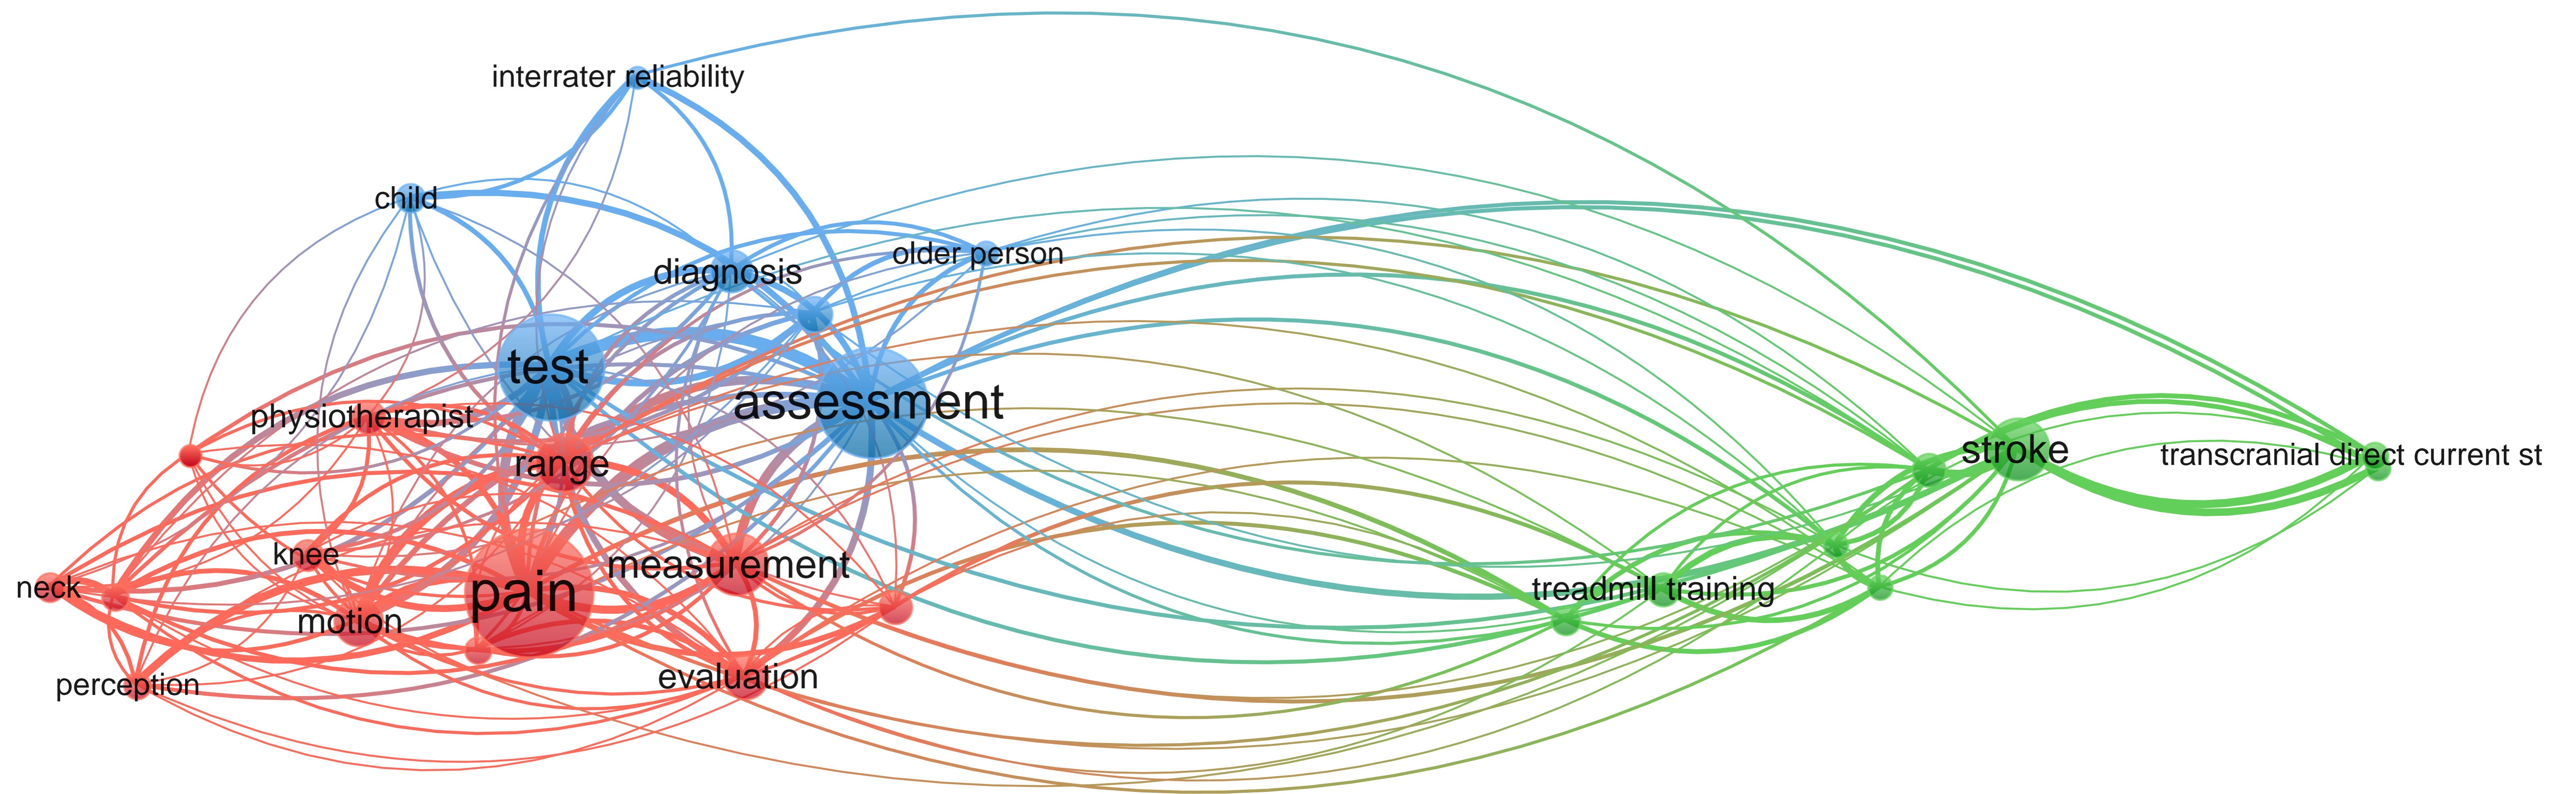 interrater reliability
child
older person
diagnosis
test
assessment
physiotherapist
range
stroke
transcranial direct current st
knee
measurement
neck
treadmill training
pain
motion
evaluation
perception